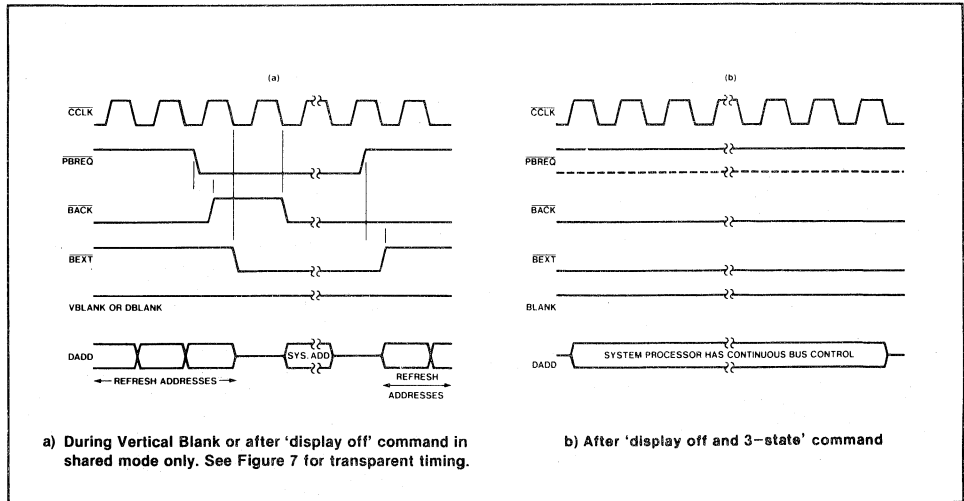 (a)
CCLK
PBREQ
BACK
BEXT
VBLANK OR DBLANK
DADD
SYS. ADD
REFRESH ADDRESSES
REFRESH
ADDRESSES
a) During Vertical Blank or after 'display off' command in
shared mode only. See Figure 7 for transparent timing.
(b)
CCLK
PBREQ
BACK
BEXT
BLANK
DADD
SYSTEM PROCESSOR HAS CONTINUOUS BUS CONTROL
b) After 'display off and 3-state' command